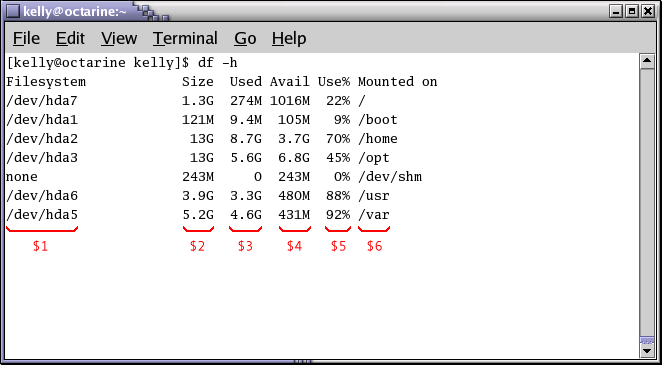 kelly@octarine:~
File Edit View Terminal Go Help
[kelly@octarine kelly]$ df -h
Filesystem Size Used Avail Use% Mounted on
/dev/hda7 1.3G 274M 1016M 22% /
/dev/hda1 121M 9.4M 105M 9% /boot
/dev/hda2 13G 8.7G 3.7G 70% /home
/dev/hda3 13G 5.6G 6.8G 45% /opt
none 243M 0 243M 0% /dev/shm
/dev/hda6 3.9G 3.3G 480M 88% /usr
/dev/hda5 5.2G 4.6G 431M 92% /var
$1 $2 $3 $4 $5 $6